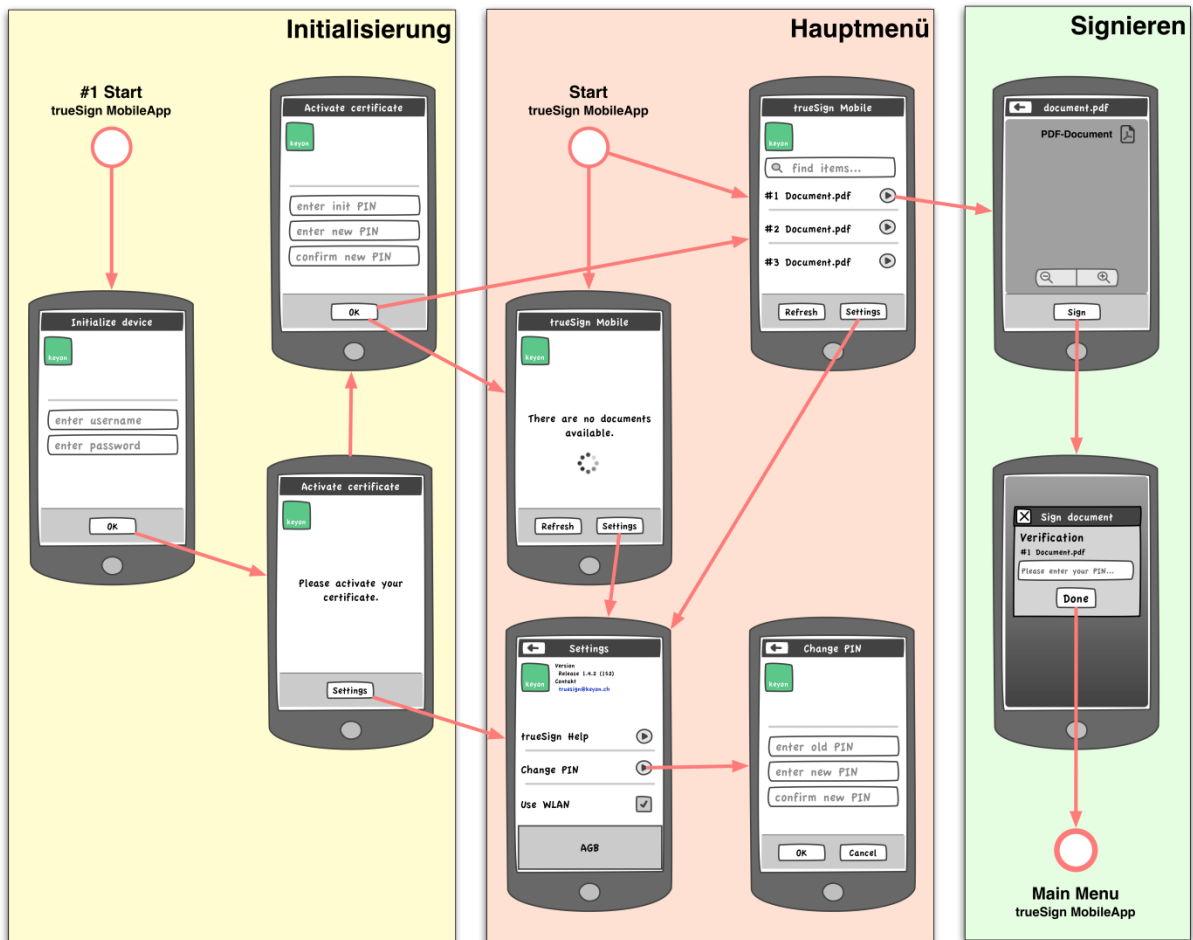 Initialisierung
#1 Start
trueSign MobileApp
Activate certificate
keyon
enter init PIN
enter new PIN
confirm new PIN
OK
Initialize device
keyon
enter username
enter password
OK
Activate certificate
keyon
Please activate your
certificate.
Settings
Hauptmenü
Start
trueSign MobileApp
trueSign Mobile
keyon
find items...
#1 Document.pdf
#2 Document.pdf
#3 Document.pdf
Refresh Settings
trueSign Mobile
keyon
There are no documents
available.
Refresh Settings
Settings
keyon
Version
Release 1.4.2 (152)
Contakt
truesign@keyon.ch
trueSign Help
Change PIN
Use WLAN
AGB
Change PIN
keyon
enter old PIN
enter new PIN
confirm new PIN
OK Cancel
Signieren
document.pdf
PDF-Document
Sign
Sign document
Verification
#1 Document.pdf
Please enter your PIN...
Done
Main Menu
trueSign MobileApp